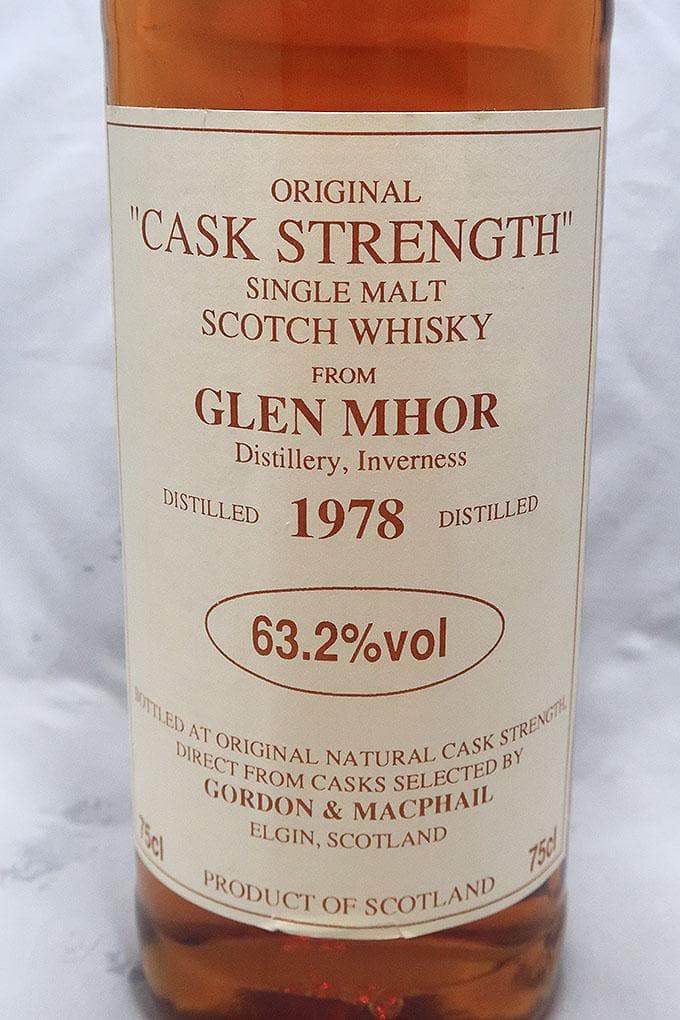 ORIGINAL
"CASK STRENGTH"
SINGLE MALT
SCOTCH WHISKY
FROM
GLEN MHOR
Distillery, Inverness
DISTILLED 1978 DISTILLED
63.2%vol
BOTTLED AT ORIGINAL NATURAL CASK STRENGTH,
DIRECT FROM CASKS SELECTED BY
GORDON & MACPHAIL
ELGIN, SCOTLAND
75cl 75cl
PRODUCT OF SCOTLAND